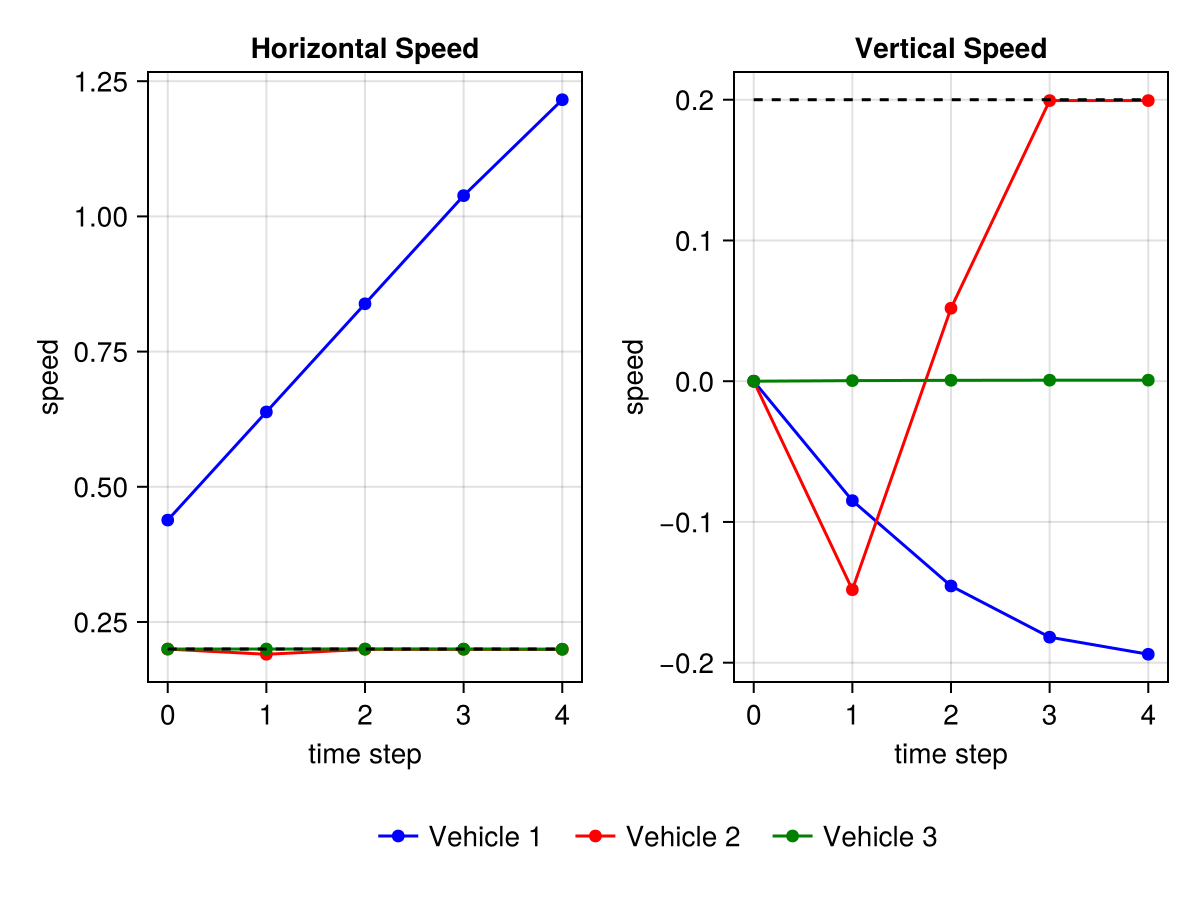 Horizontal Speed
1.25
1.00
0.75
0.50
0.25
speed
0 1 2 3 4
time step
Vertical Speed
0.2
0.1
0.0
−0.1
−0.2
speed
0 1 2 3 4
time step
Vehicle 1 Vehicle 2 Vehicle 3